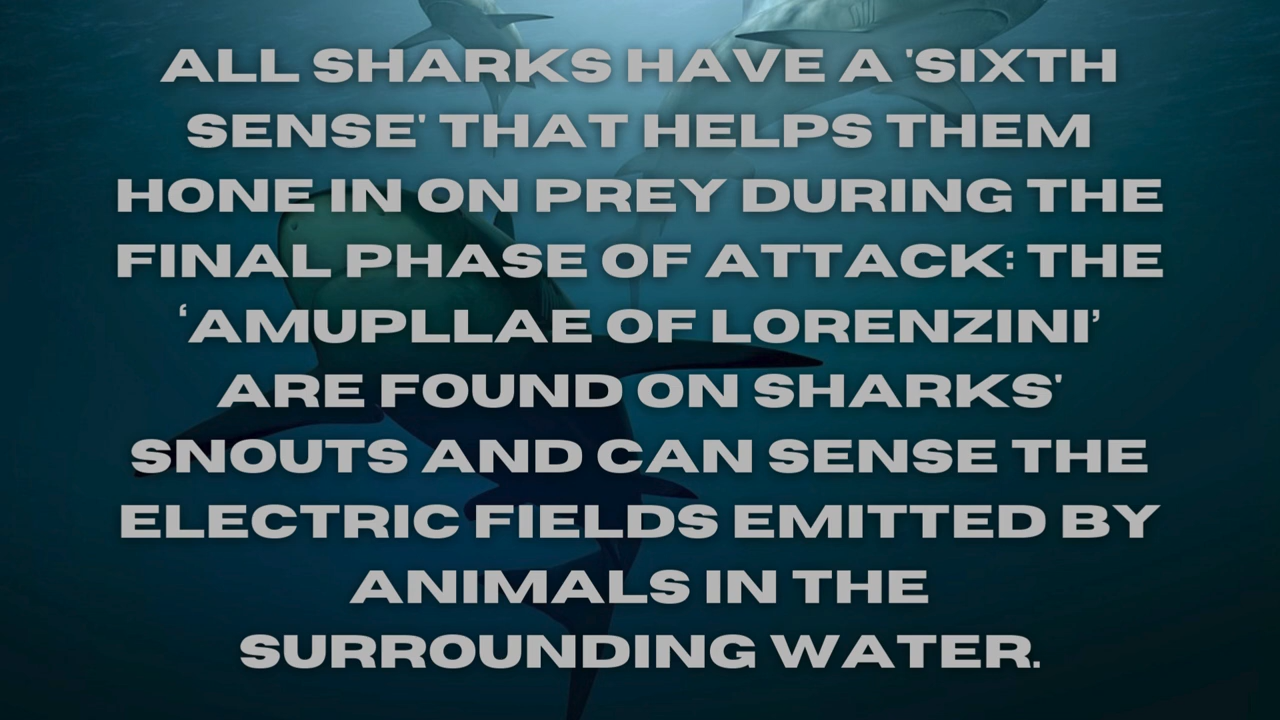 ALL SHARKS HAVE A 'SIXTH
SENSE' THAT HELPS THEM
HONE IN ON PREY DURING THE
FINAL PHASE OF ATTACK: THE
‘AMUPLLAE OF LORENZINI’
ARE FOUND ON SHARKS'
SNOUTS AND CAN SENSE THE
ELECTRIC FIELDS EMITTED BY
ANIMALS IN THE
SURROUNDING WATER.